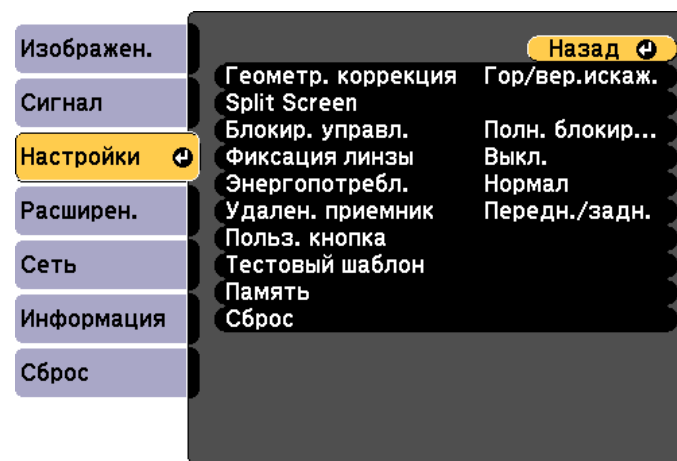 Изображен.
Сигнал
Настройки
Расширен.
Сеть
Информация
Сброс
Назад
Геометр. коррекция Гор/вер.искаж.
Split Screen
Блокир. управл. Полн. блокир...
Фиксация линзы Выкл.
Энергопотребл. Нормал
Удален. приемник Передн./задн.
Польз. кнопка
Тестовый шаблон
Память
Сброс